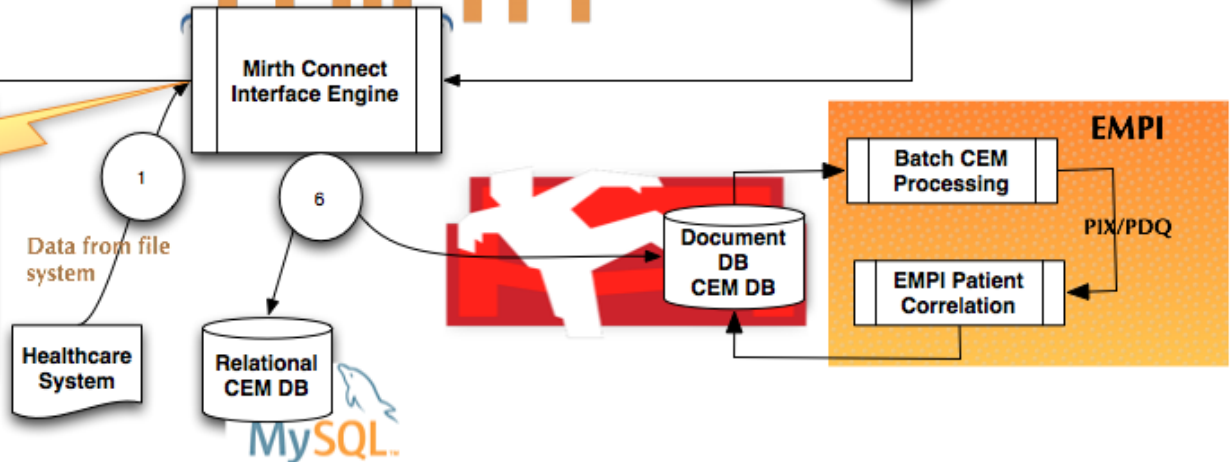 Mirth Connect
Interface Engine
EMPI
Batch CEM
Processing
1
6
PIX/PDQ
Data from file
system
Document
DB
CEM DB
EMPI Patient
Correlation
Healthcare
System
Relational
CEM DB
MySQL